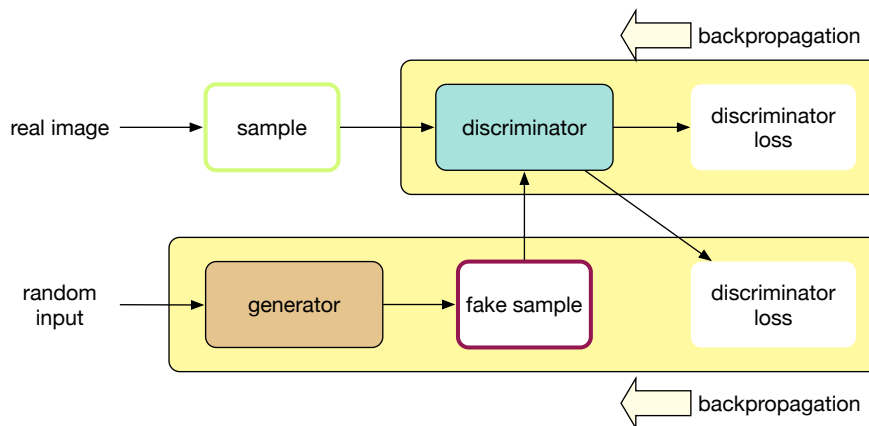 backpropagation
real image
sample
discriminator
discriminator
loss
random
input
generator
fake sample
discriminator
loss
backpropagation